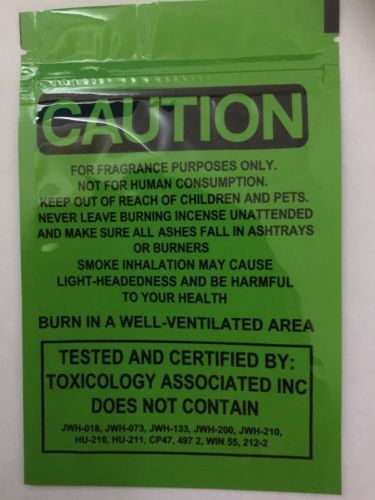 CAUTION
FOR FRAGRANCE PURPOSES ONLY.
NOT FOR HUMAN CONSUMPTION.
KEEP OUT OF REACH OF CHILDREN AND PETS.
NEVER LEAVE BURNING INCENSE UNATTENDED
AND MAKE SURE ALL ASHES FALL IN ASHTRAYS
OR BURNERS
SMOKE INHALATION MAY CAUSE
LIGHT-HEADEDNESS AND BE HARMFUL
TO YOUR HEALTH
BURN IN A WELL-VENTILATED AREA
TESTED AND CERTIFIED BY:
TOXICOLOGY ASSOCIATED INC
DOES NOT CONTAIN
JWH-018, JWH-073, JWH-133, JWH-200, JWH-210,
HU-210, HU-211, CP47, 497 2, WIN 55, 212-2